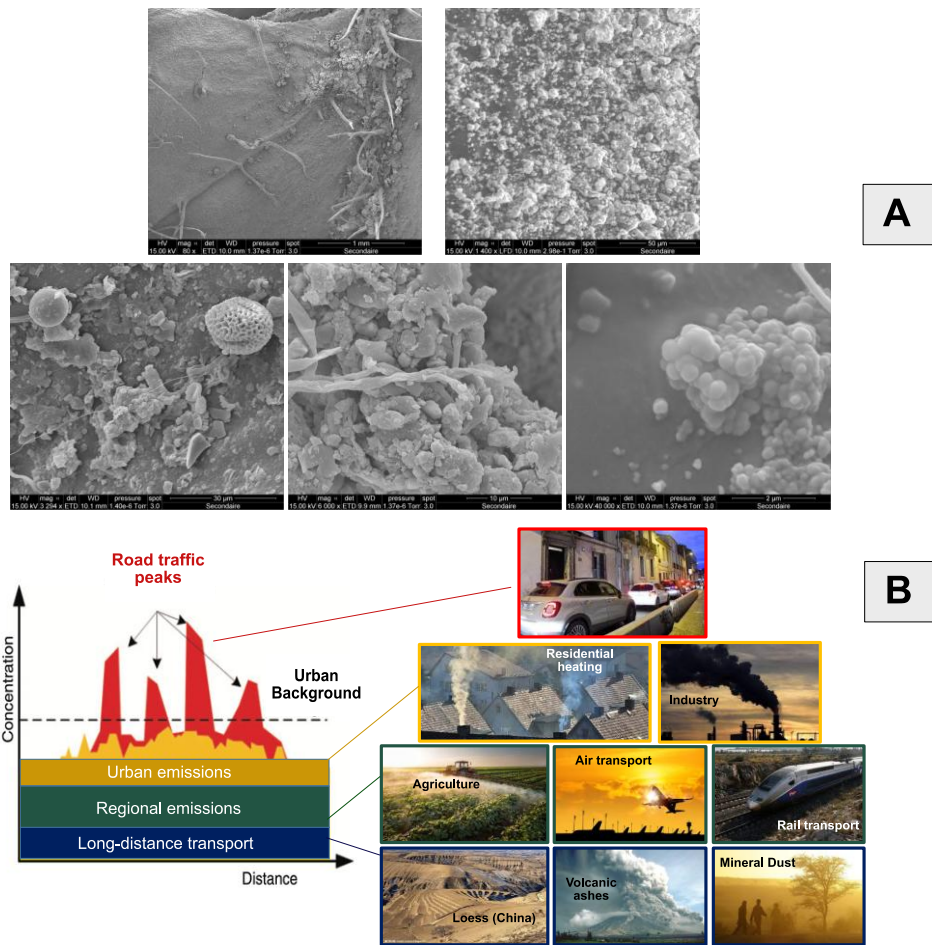 HV mag ¤ det WD pressure spot 1 mm
15.00 kV 80 x ETD 10.0 mm 1.37e-6 Torr 3.0 Secondaire
HV mag ¤ det WD pressure spot 50 µm
15.00 kV 1 400 x LFD 10.0 mm 2.98e-1 Torr 3.0 Secondaire
A
HV mag ¤ det WD pressure spot 30 µm
15.00 kV 3 294 x ETD 10.1 mm 1.40e-6 Torr 3.0 Secondaire
HV mag ¤ det WD pressure spot 10 µm
15.00 kV 6 000 x ETD 9.9 mm 1.37e-6 Torr 3.0 Secondaire
HV mag ¤ det WD pressure spot 2 µm
15.00 kV 40 000 x ETD 10.0 mm 1.37e-6 Torr 3.0 Secondaire
B
Road traffic
peaks
Concentration
Urban
Background
Urban emissions
Regional emissions
Long-distance transport
Distance
Residential
heating
Industry
Agriculture
Air transport
Rail transport
Loess (China)
Volcanic
ashes
Mineral Dust